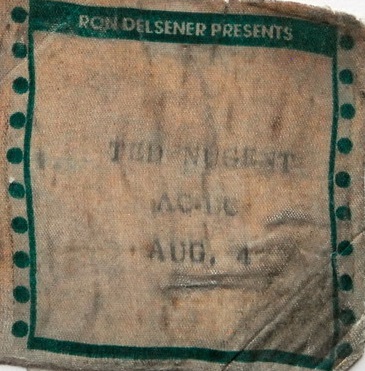 RON DELSENER PRESENTS
TED NUGENT
AC-DC
AUG. 4